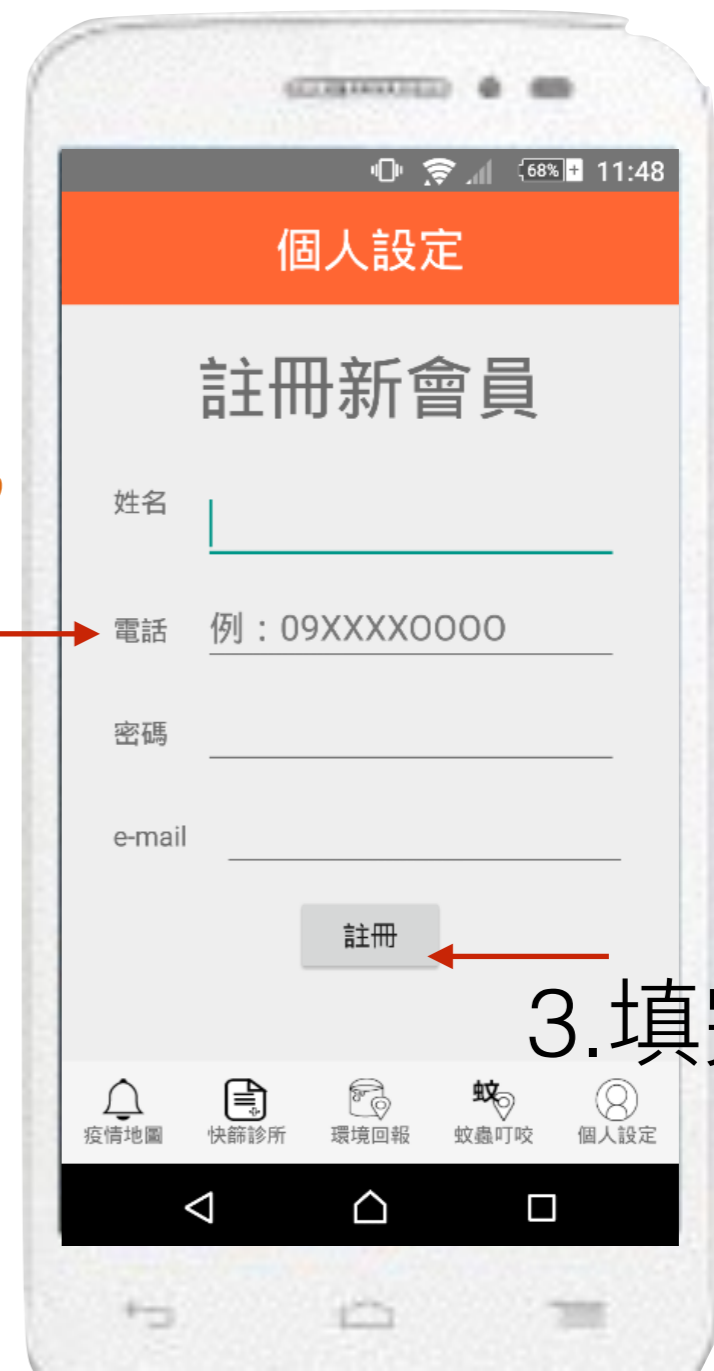 68% 11:48
個人設定
註冊新會員
姓名
電話 例：09XXXXOOOO
密碼
e-mail
註冊
3.填
蚊
疫情地圖 快篩診所 環境回報 蚊蟲叮咬 個人設定